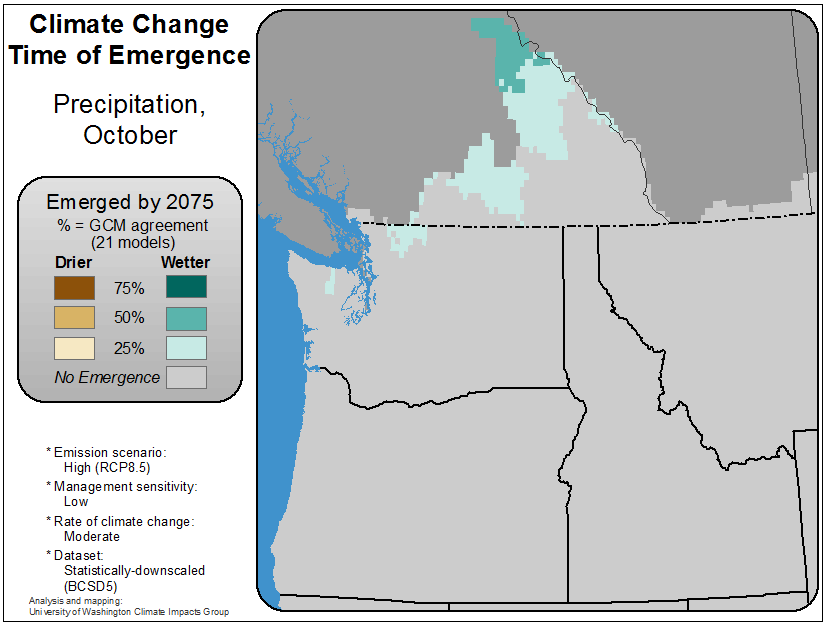 Climate Change
Time of Emergence
Precipitation,
October
Emerged by 2075
% = GCM agreement
(21 models)
Drier Wetter
75%
50%
25%
No Emergence
* Emission scenario:
High (RCP8.5)
* Management sensitivity:
Low
* Rate of climate change:
Moderate
* Dataset:
Statistically-downscaled
(BCSD5)
Analysis and mapping:
University of Washington Climate Impacts Group